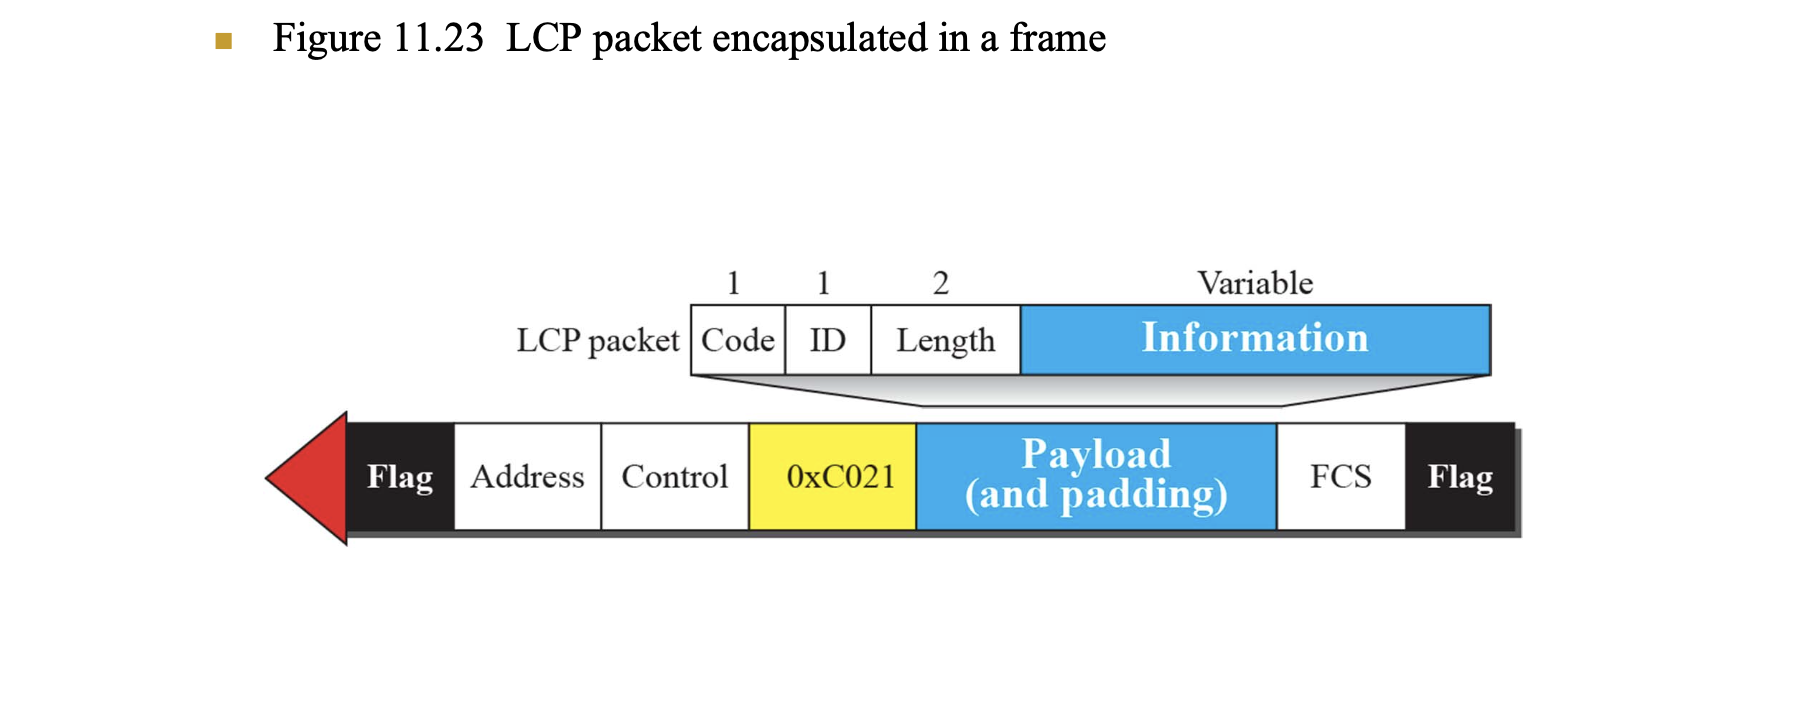 Figure 11.23 LCP packet encapsulated in a frame
1 1 2 Variable
LCP packet Code ID Length Information
Flag Address Control 0xC021 Payload (and padding) FCS Flag